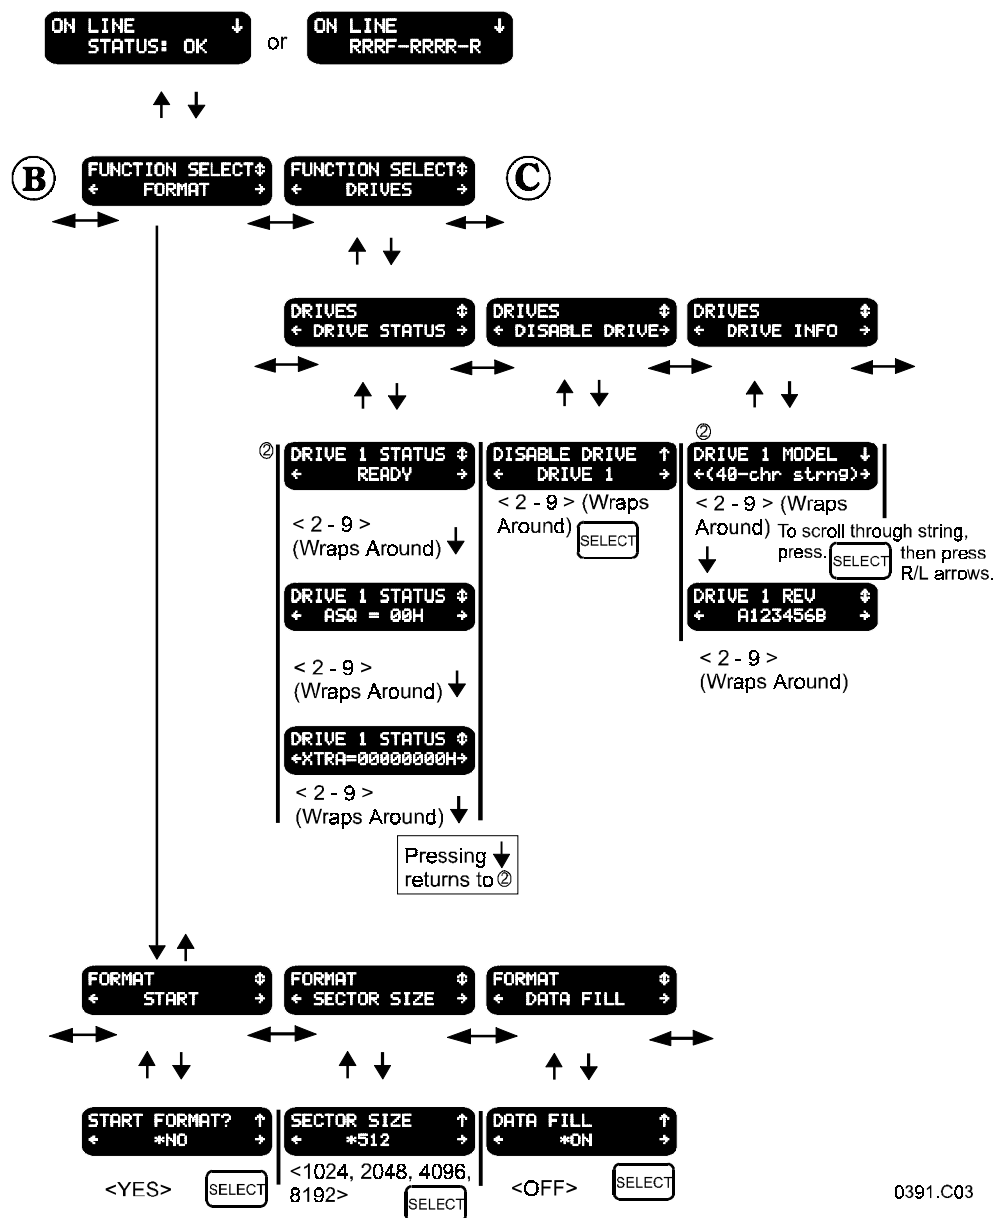 ON LINE ↓
STATUS: OK
or
ON LINE ↓
RRRF-RRRR-R
↑ ↓
B
FUNCTION SELECT↕
← FORMAT →
FUNCTION SELECT↕
← DRIVES →
C
DRIVES ↕
← DRIVE STATUS →
DRIVES ↕
← DISABLE DRIVE→
DRIVES ↕
← DRIVE INFO →
②
DRIVE 1 STATUS ↕
← READY →
< 2 - 9 >
(Wraps Around) ↓
DRIVE 1 STATUS ↕
← ASQ = 00H →
< 2 - 9 >
(Wraps Around) ↓
DRIVE 1 STATUS ↕
←XTRA=00000000H→
< 2 - 9 >
(Wraps Around) ↓
Pressing ↓
returns to ②
DISABLE DRIVE ↑
← DRIVE 1 →
< 2 - 9 > (Wraps
Around)
SELECT
②
DRIVE 1 MODEL ↓
←(40-chr strng)→
< 2 - 9 > (Wraps
Around)
To scroll through string,
press. SELECT then press
R/L arrows.
DRIVE 1 REV ↕
← A123456B →
< 2 - 9 >
(Wraps Around)
FORMAT ↕
← START →
FORMAT ↕
← SECTOR SIZE →
FORMAT ↕
← DATA FILL →
START FORMAT? ↑
← *NO →
<YES>
SELECT
SECTOR SIZE ↑
← *512 →
<1024, 2048, 4096,
8192>
SELECT
DATA FILL ↑
← *ON →
<OFF>
SELECT
0391.C03